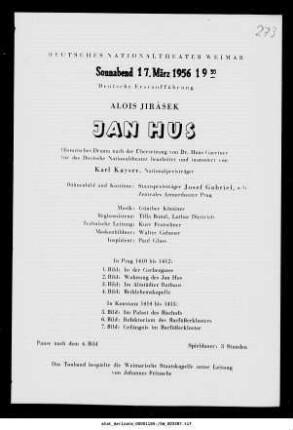 273
DEUTSCHES NATIONALTHEATER WEIMAR
Sonnabend 17. März 1956 19 30
Deutsche Erstaufführung
ALOIS JIRÁSEK
JAN HUS
Historisches Drama nach der Übersetzung von Dr. Hans Gaertner
für das Deutsche Nationaltheater bearbeitet und inszeniert von
Karl Kayser, Nationalpreisträger
Bühnenbild und Kostüme: Staatspreisträger Josef Gabriel, a. G.
Zentrales Armeetheater Prag
Musik: Günther
Regieassistenz: Tilla Bunzl, Lothar Dietrich
Technische Leitung: Kurt
Maskenbildner: Walter
Inspizient: Paul Glass
In Prag 1410 bis 1412:
1. Bild: In der Gerbergasse
2. Bild: Wohnung des Jan Hus
3. Bild: Im Altstädter Rathaus
4. Bild: Bethlehemskapelle
In Konstanz 1414 bis 1415:
5. Bild: Im Palast des Bischofs
6. Bild: Refektorium des Barfüßerklosters
7. Bild: Gefängnis im Barfüßerkloster
Pause nach dem 4. Bild
Spieldauer: 3 Stunden
Das Tonband bespielte die Weimarische Staatskapelle unter Leitung
von Johannes Fritzsche